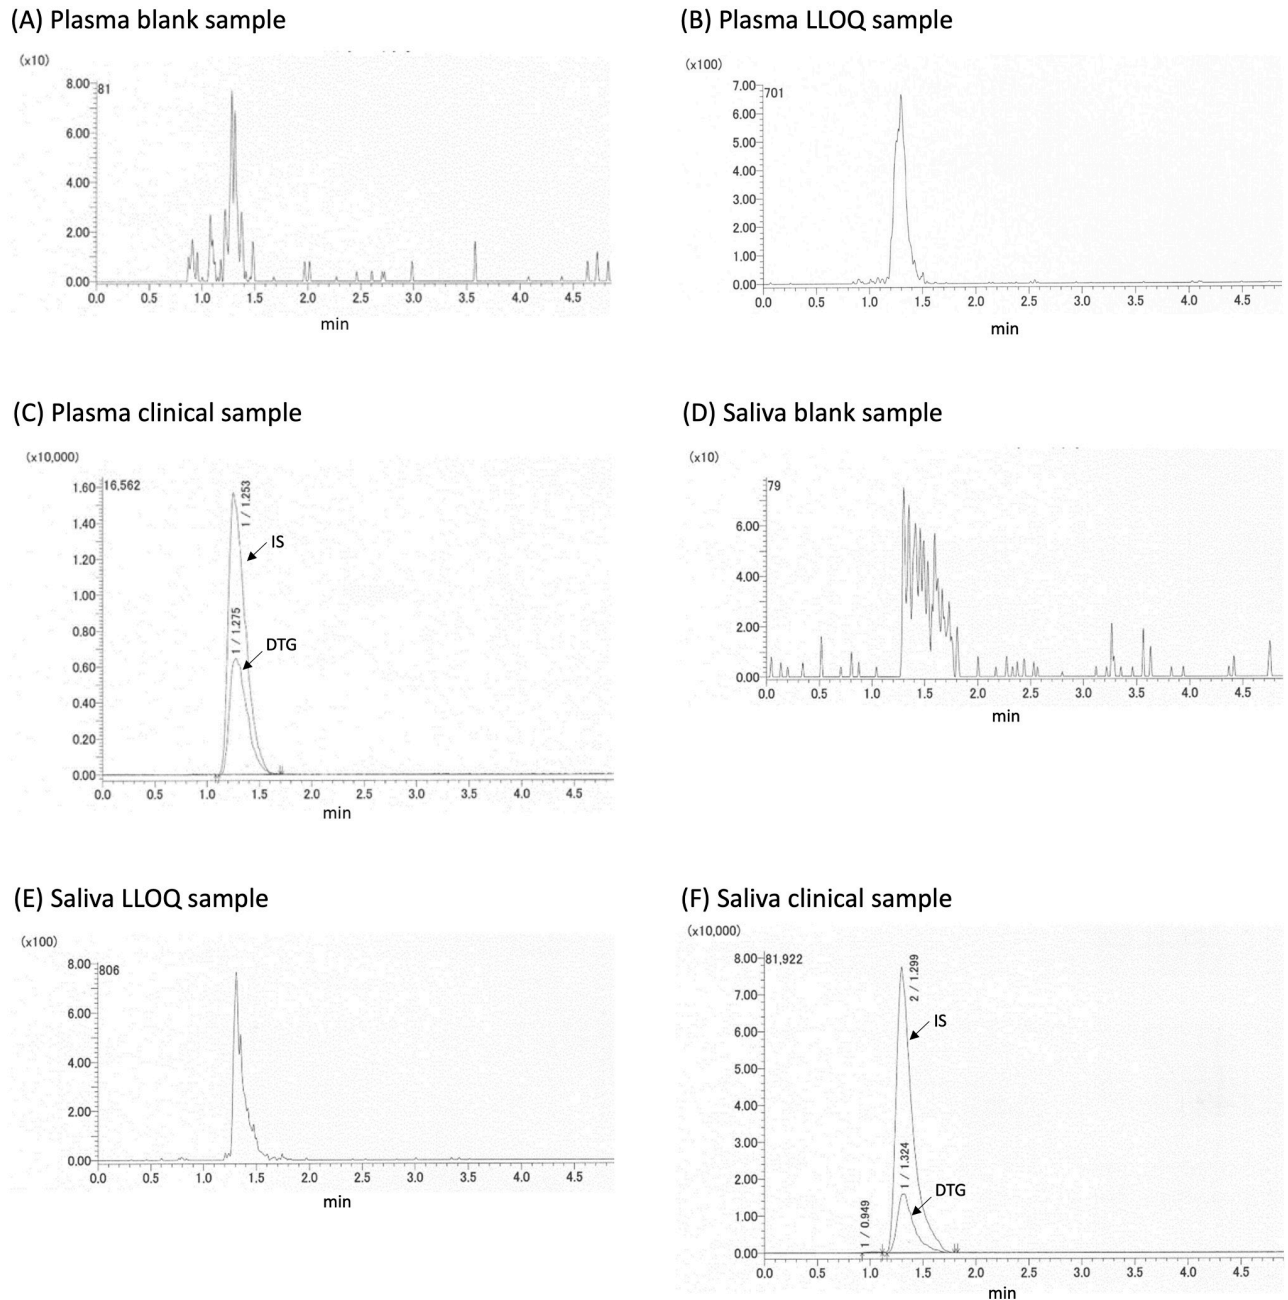 (A) Plasma blank sample
(x10)
81
8.00
6.00
4.00
2.00
0.00
0.0 0.5 1.0 1.5 2.0 2.5 3.0 3.5 4.0 4.5
min
(B) Plasma LLOQ sample
(x100)
701
7.00
6.00
5.00
4.00
3.00
2.00
1.00
0.00
0.0 0.5 1.0 1.5 2.0 2.5 3.0 3.5 4.0 4.5
min
(C) Plasma clinical sample
(x10,000)
16,562
1.60
1.40
1.20
1.00
0.80
0.60
0.40
0.20
0.00
1 / 1.253
IS
1 / 1.275
DTG
0.0 0.5 1.0 1.5 2.0 2.5 3.0 3.5 4.0 4.5
min
(D) Saliva blank sample
(x10)
79
6.00
4.00
2.00
0.00
0.0 0.5 1.0 1.5 2.0 2.5 3.0 3.5 4.0 4.5
min
(E) Saliva LLOQ sample
(x100)
806
8.00
6.00
4.00
2.00
0.00
0.0 0.5 1.0 1.5 2.0 2.5 3.0 3.5 4.0 4.5
min
(F) Saliva clinical sample
(x10,000)
81,922
8.00
7.00
6.00
5.00
4.00
3.00
2.00
1.00
0.00
2 / 1.299
IS
1 / 1.324
DTG
1 / 0.949
0.0 0.5 1.0 1.5 2.0 2.5 3.0 3.5 4.0 4.5
min